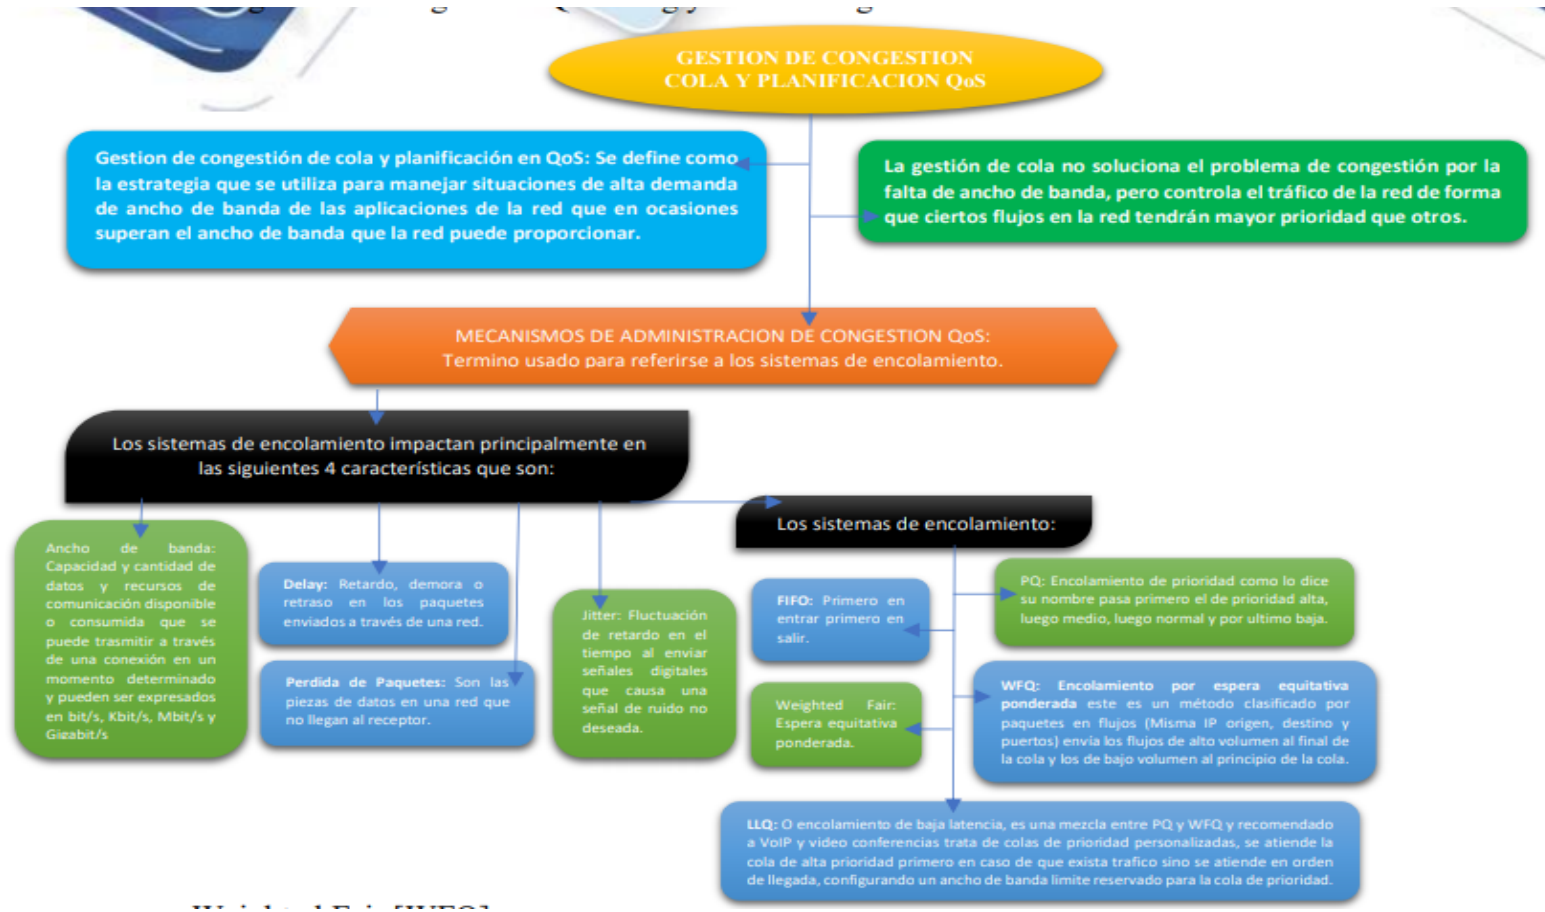 GESTION DE CONGESTION
COLA Y PLANIFICACION QoS
Gestion de congestión de cola y planificación en QoS: Se define como
la estrategia que se utiliza para manejar situaciones de alta demanda
de ancho de banda de las aplicaciones de la red que en ocasiones
superan el ancho de banda que la red puede proporcionar.
La gestión de cola no soluciona el problema de congestión por la
falta de ancho de banda, pero controla el tráfico de la red de forma
que ciertos flujos en la red tendrán mayor prioridad que otros.
MECANISMOS DE ADMINISTRACION DE CONGESTION QoS:
Termino usado para referirse a los sistemas de encolamiento.
Los sistemas de encolamiento impactan principalmente en
las siguientes 4 características que son:
Ancho de banda:
Capacidad y cantidad de
datos y recursos de
comunicación disponible
o consumida que se
puede trasmitir a través
de una conexión en un
momento determinado
y pueden ser expresados
en bit/s, Kbit/s, Mbit/s y
Gigabit/s
Delay: Retardo, demora o
retraso en los paquetes
enviados a través de una red.
Perdida de Paquetes: Son las
piezas de datos en una red que
no llegan al receptor.
Jitter: Fluctuación
de retardo en el
tiempo al enviar
señales digitales
que causa una
señal de ruido no
deseada.
Los sistemas de encolamiento:
FIFO: Primero en
entrar primero en
salir.
PQ: Encolamiento de prioridad como lo dice
su nombre pasa primero el de prioridad alta,
luego medio, luego normal y por ultimo baja.
Weighted Fair:
Espera equitativa
ponderada.
WFQ: Encolamiento por espera equitativa
ponderada este es un método clasificado por
paquetes en flujos (Misma IP origen, destino y
puertos) envía los flujos de alto volumen al final de
la cola y los de bajo volumen al principio de la cola.
LLQ: O encolamiento de baja latencia, es una mezcla entre PQ y WFQ y recomendado
a VoIP y video conferencias trata de colas de prioridad personalizadas, se atiende la
cola de alta prioridad primero en caso de que exista trafico sino se atiende en orden
de llegada, configurando un ancho de banda limite reservado para la cola de prioridad.
Weighted Fair [WFQ]